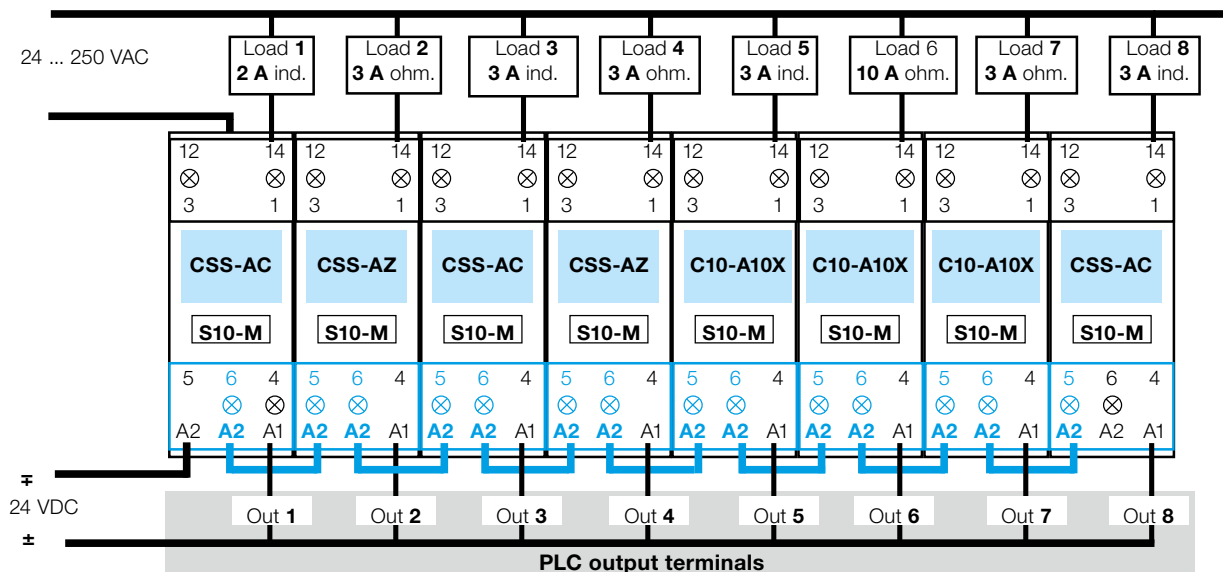 24 ... 250 VAC
Load 1 Load 2 Load 3 Load 4 Load 5 Load 6 Load 7 Load 8
2 A ind. 3 A ohm. 3 A ind. 3 A ohm. 3 A ind. 10 A ohm. 3 A ohm. 3 A ind.
12 14 12 14 12 14 12 14 12 14 12 14 12 14 12 14
3 1 3 1 3 1 3 1 3 1 3 1 3 1 3 1
CSS-AC CSS-AZ CSS-AC CSS-AZ C10-A10X C10-A10X C10-A10X CSS-AC
S10-M S10-M S10-M S10-M S10-M S10-M S10-M S10-M
5 6 4 5 6 4 5 6 4 5 6 4 5 6 4 5 6 4 5 6 4 5 6 4
A2 A2 A1 A2 A2 A1 A2 A2 A1 A2 A2 A1 A2 A2 A1 A2 A2 A1 A2 A2 A1 A2 A2 A1
∓
24 VDC
±
Out 1 Out 2 Out 3 Out 4 Out 5 Out 6 Out 7 Out 8
PLC output terminals